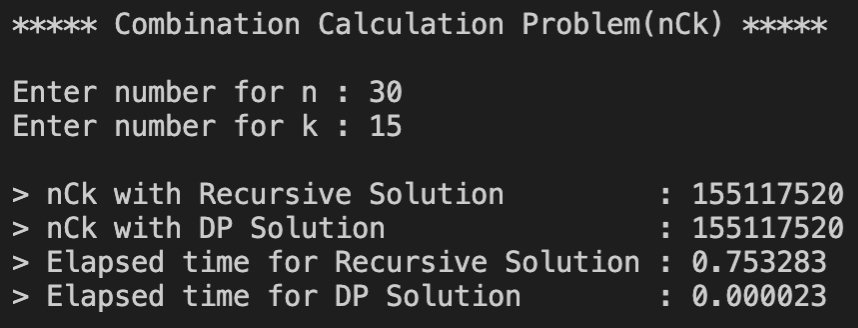 ***** Combination Calculation Problem(nCk) *****
Enter number for n : 30
Enter number for k : 15
> nCk with Recursive Solution         : 155117520
> nCk with DP Solution                : 155117520
> Elapsed time for Recursive Solution : 0.753283
> Elapsed time for DP Solution        : 0.000023